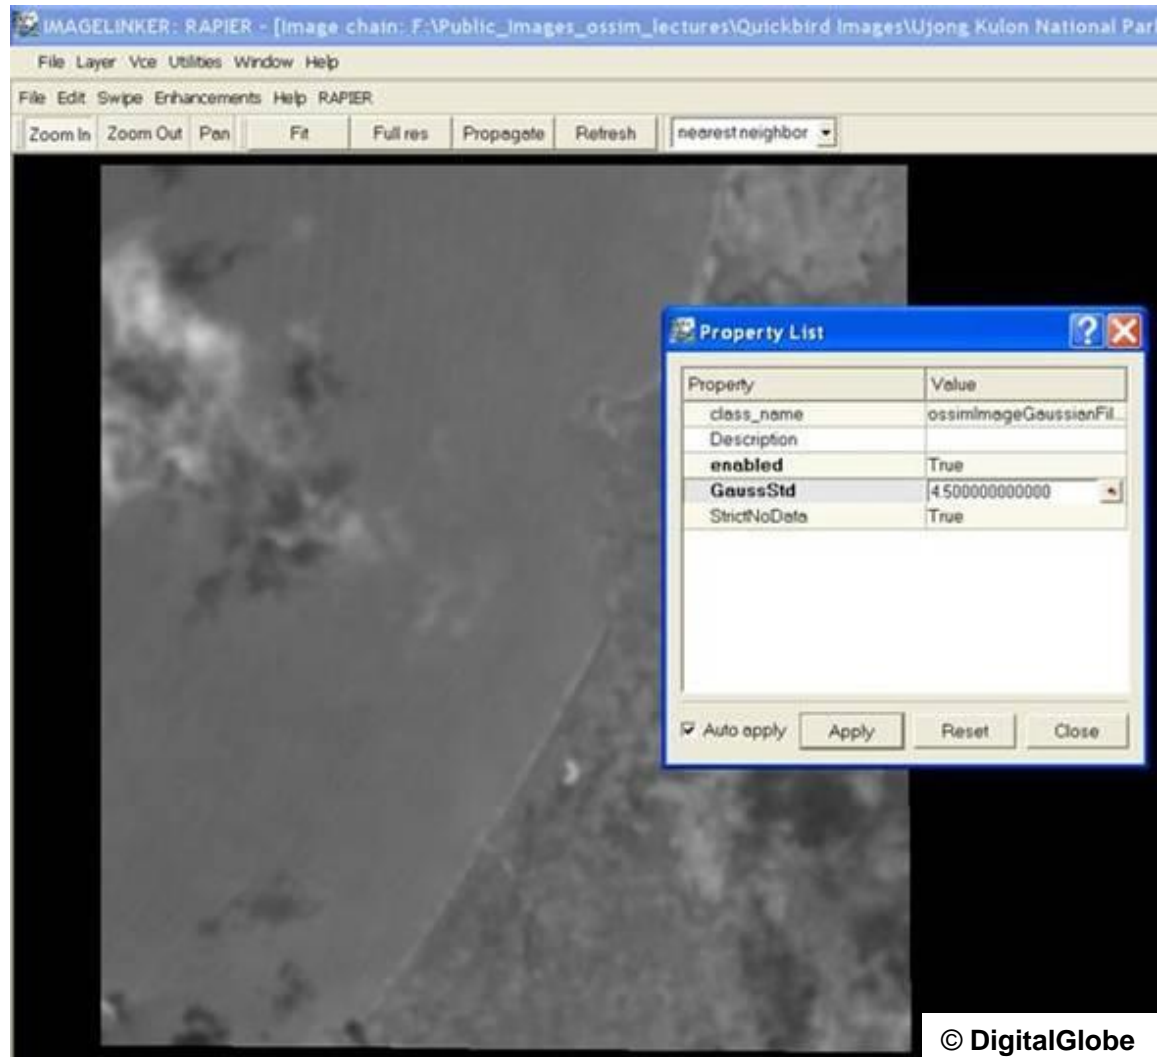 IMAGELINKER: RAPIER - [Image chain: F:\Public_Images_ossim_lectures\Quickbird Images\Ujong Kulon National Par
File Layer Vce Utilities Window Help
File Edit Swipe Enhancements Help RAPIER
Zoom In Zoom Out Pan Fit Full res Propagate Refresh nearest neighbor
Property List
Property Value
class_name ossimImageGaussianFil...
Description
enabled True
GaussStd 4.500000000000
StrictNoData True
Auto apply Apply Reset Close
© DigitalGlobe